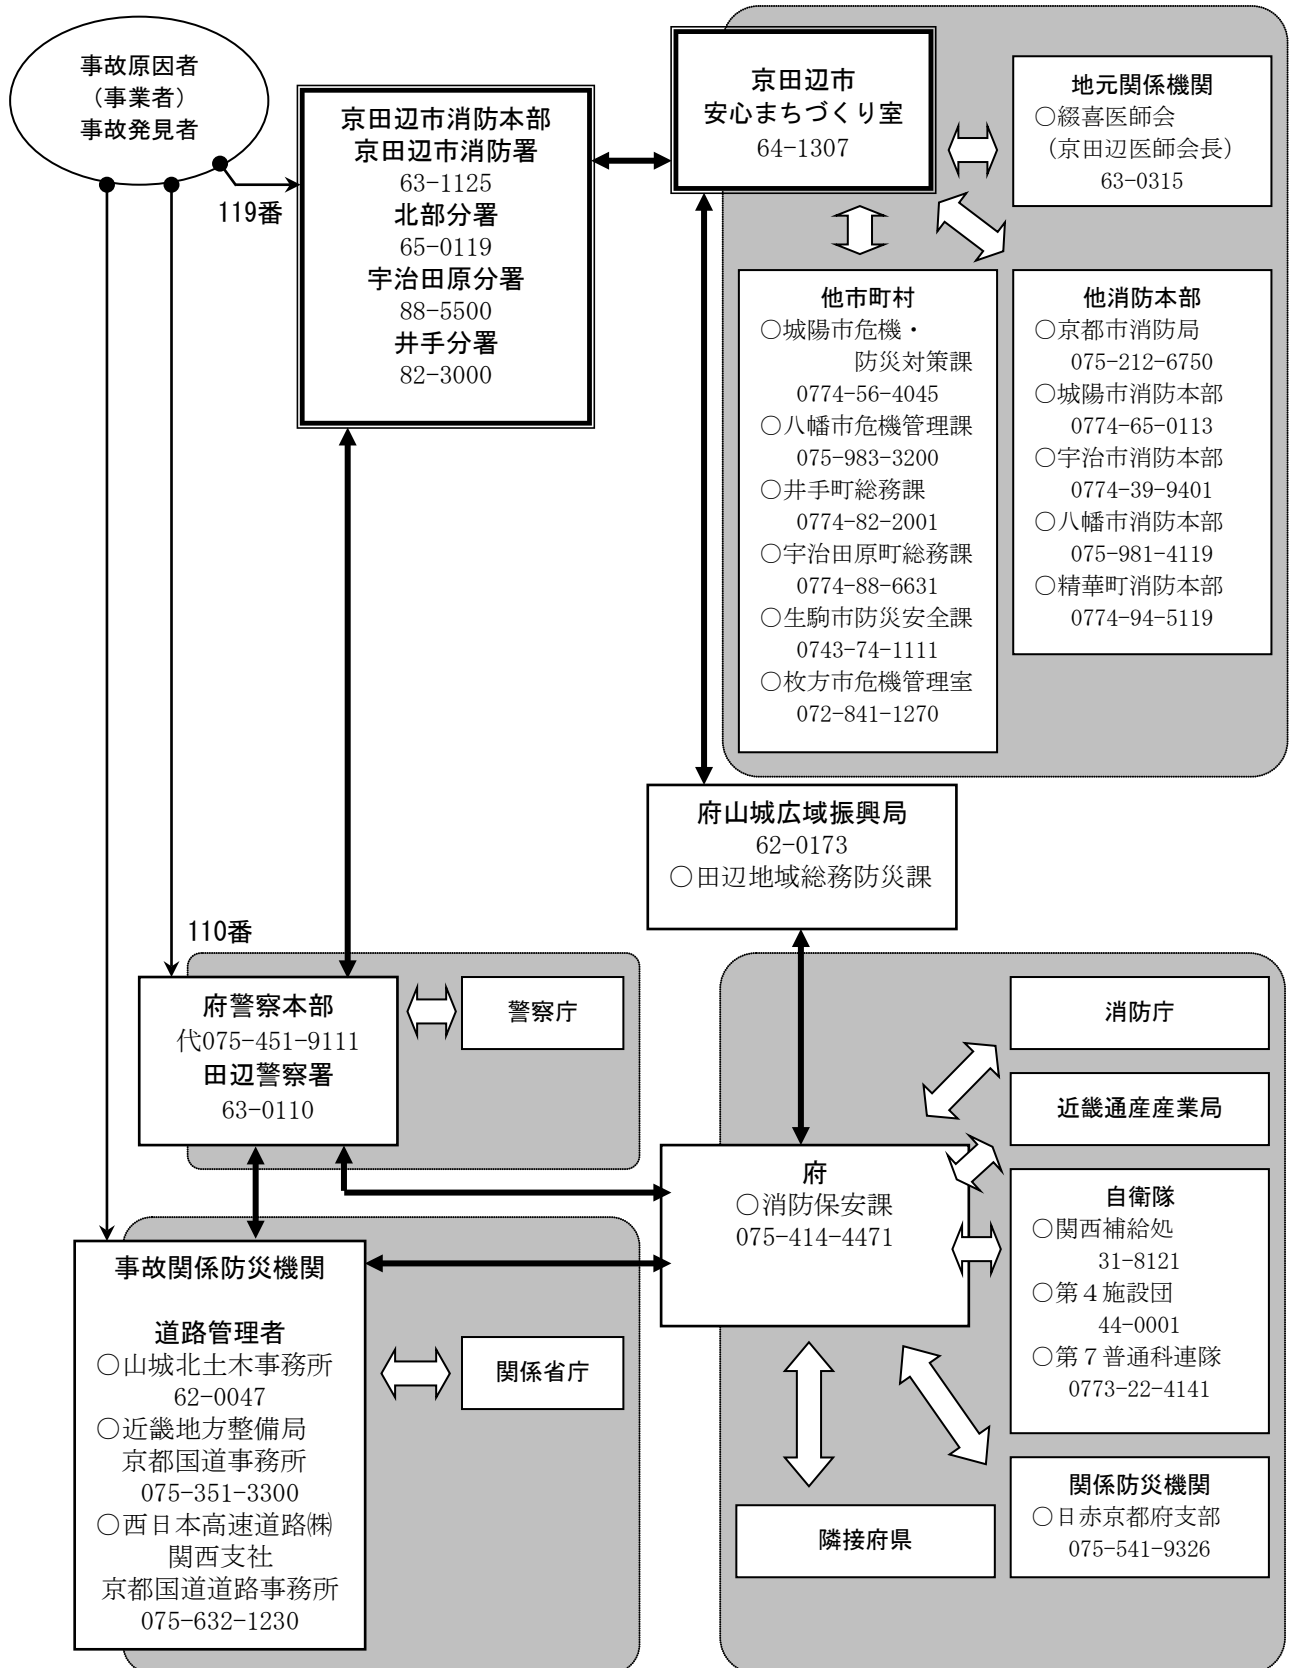 事故原因者
（事業者）
事故発見者
119番
京田辺市消防本部
京田辺市消防署
63-1125
北部分署
65-0119
宇治田原分署
88-5500
井手分署
82-3000
京田辺市
安心まちづくり室
64-1307
地元関係機関
○綴喜医師会
（京田辺医師会長）
63-0315
他市町村
○城陽市危機・
防災対策課
0774-56-4045
○八幡市危機管理課
075-983-3200
○井手町総務課
0774-82-2001
○宇治田原町総務課
0774-88-6631
○生駒市防災安全課
0743-74-1111
○枚方市危機管理室
072-841-1270
他消防本部
○京都市消防局
075-212-6750
○城陽市消防本部
0774-65-0113
○宇治市消防本部
0774-39-9401
○八幡市消防本部
075-981-4119
○精華町消防本部
0774-94-5119
府山城広域振興局
62-0173
○田辺地域総務防災課
110番
府警察本部
代075-451-9111
田辺警察署
63-0110
警察庁
消防庁
近畿通産産業局
府
○消防保安課
075-414-4471
自衛隊
○関西補給処
31-8121
○第４施設団
44-0001
○第７普通科連隊
0773-22-4141
事故関係防災機関
道路管理者
○山城北土木事務所
62-0047
○近畿地方整備局
京都国道事務所
075-351-3300
○西日本高速道路㈱
関西支社
京都国道道路事務所
075-632-1230
関係省庁
隣接府県
関係防災機関
○日赤京都府支部
075-541-9326